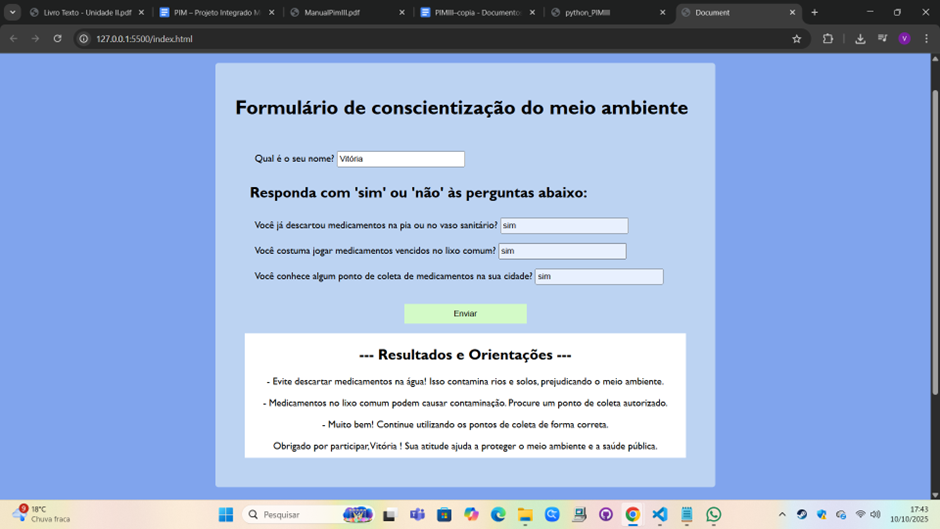 Livro Texto - Unidade II.pdf
PIM – Projeto Integrado M
ManualPimIII.pdf
PIMIII-copia - Documento
python_PIMIII
Document
127.0.0.1:5500/index.html
V
Formulário de conscientização do meio ambiente
Qual é o seu nome? Vitória
Responda com 'sim' ou 'não' às perguntas abaixo:
Você já descartou medicamentos na pia ou no vaso sanitário? sim
Você costuma jogar medicamentos vencidos no lixo comum? sim
Você conhece algum ponto de coleta de medicamentos na sua cidade? sim
Enviar
--- Resultados e Orientações ---
- Evite descartar medicamentos na água! Isso contamina rios e solos, prejudicando o meio ambiente.
- Medicamentos no lixo comum podem causar contaminação. Procure um ponto de coleta autorizado.
- Muito bem! Continue utilizando os pontos de coleta de forma correta.
Obrigado por participar, Vitória ! Sua atitude ajuda a proteger o meio ambiente e a saúde pública.
9
18°C
Chuva fraca
Pesquisar
17:43
10/10/2025